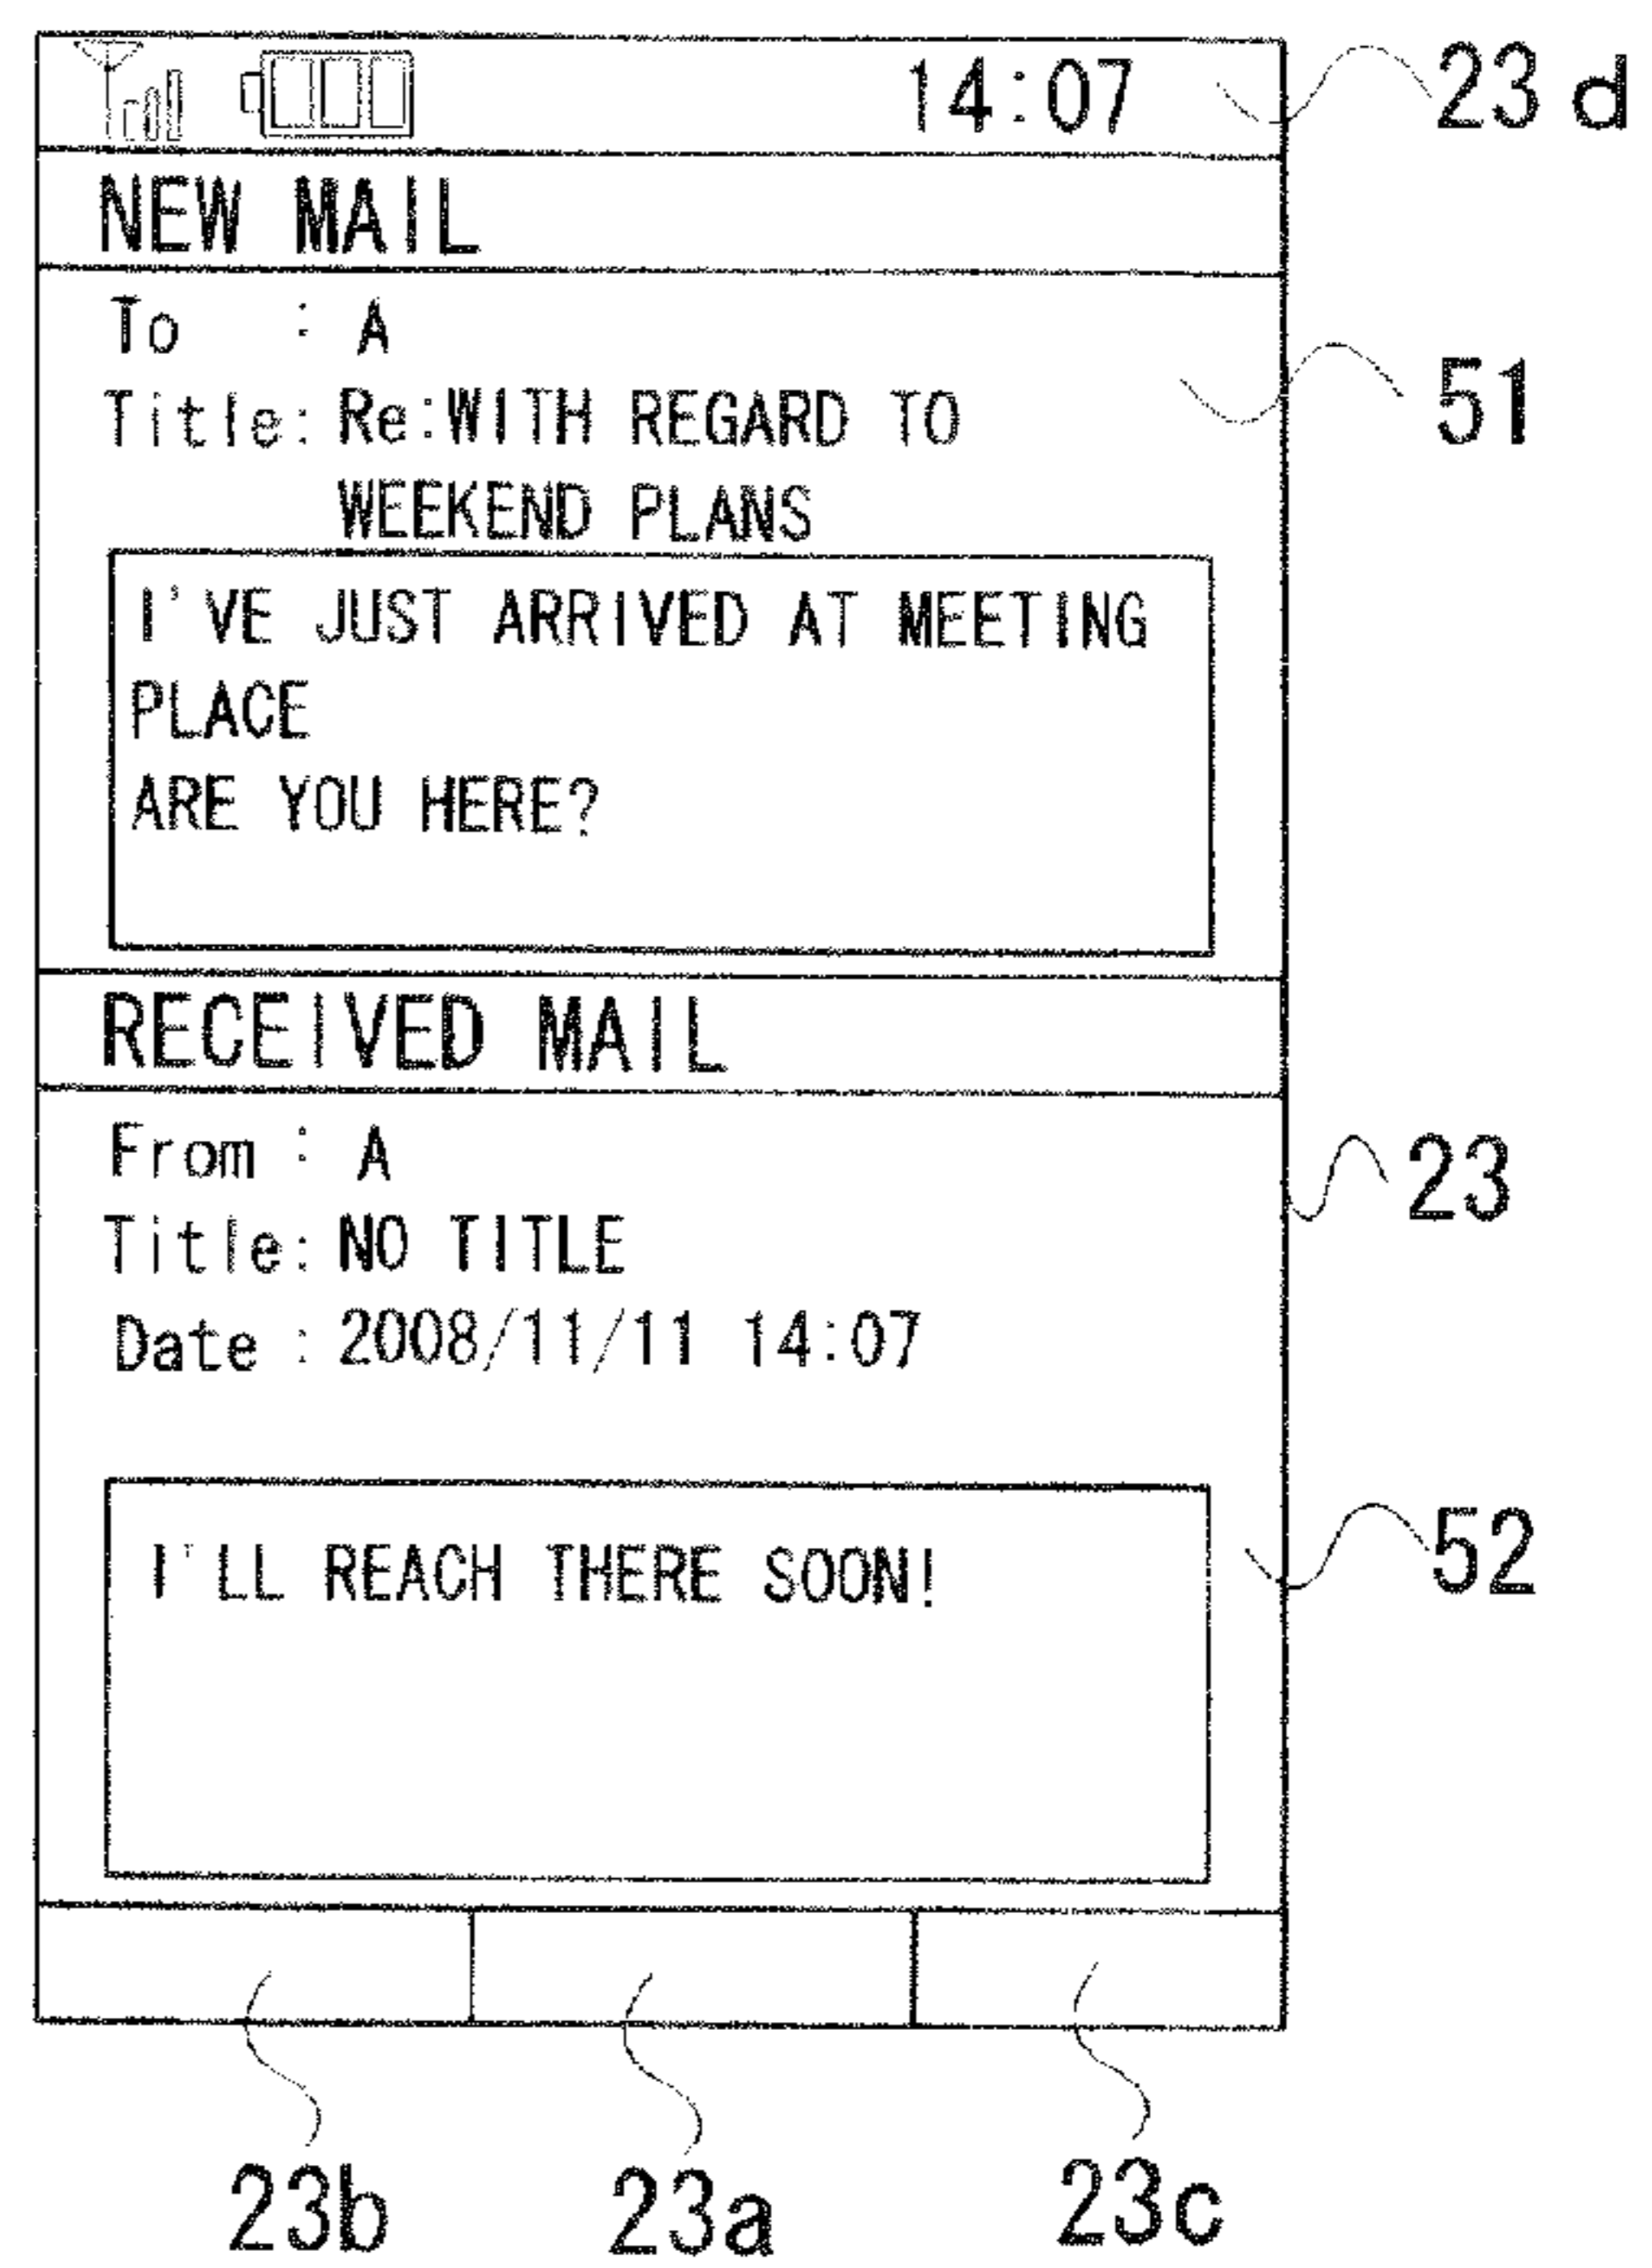 14:07 23d
NEW MAIL
To : A
Title: Re:WITH REGARD TO 51
WEEKEND PLANS
I'VE JUST ARRIVED AT MEETING
PLACE
ARE YOU HERE?
RECEIVED MAIL
From : A 23
Title: NO TITLE
Date : 2008/11/11 14:07
I'LL REACH THERE SOON! 52
23b 23a 23c